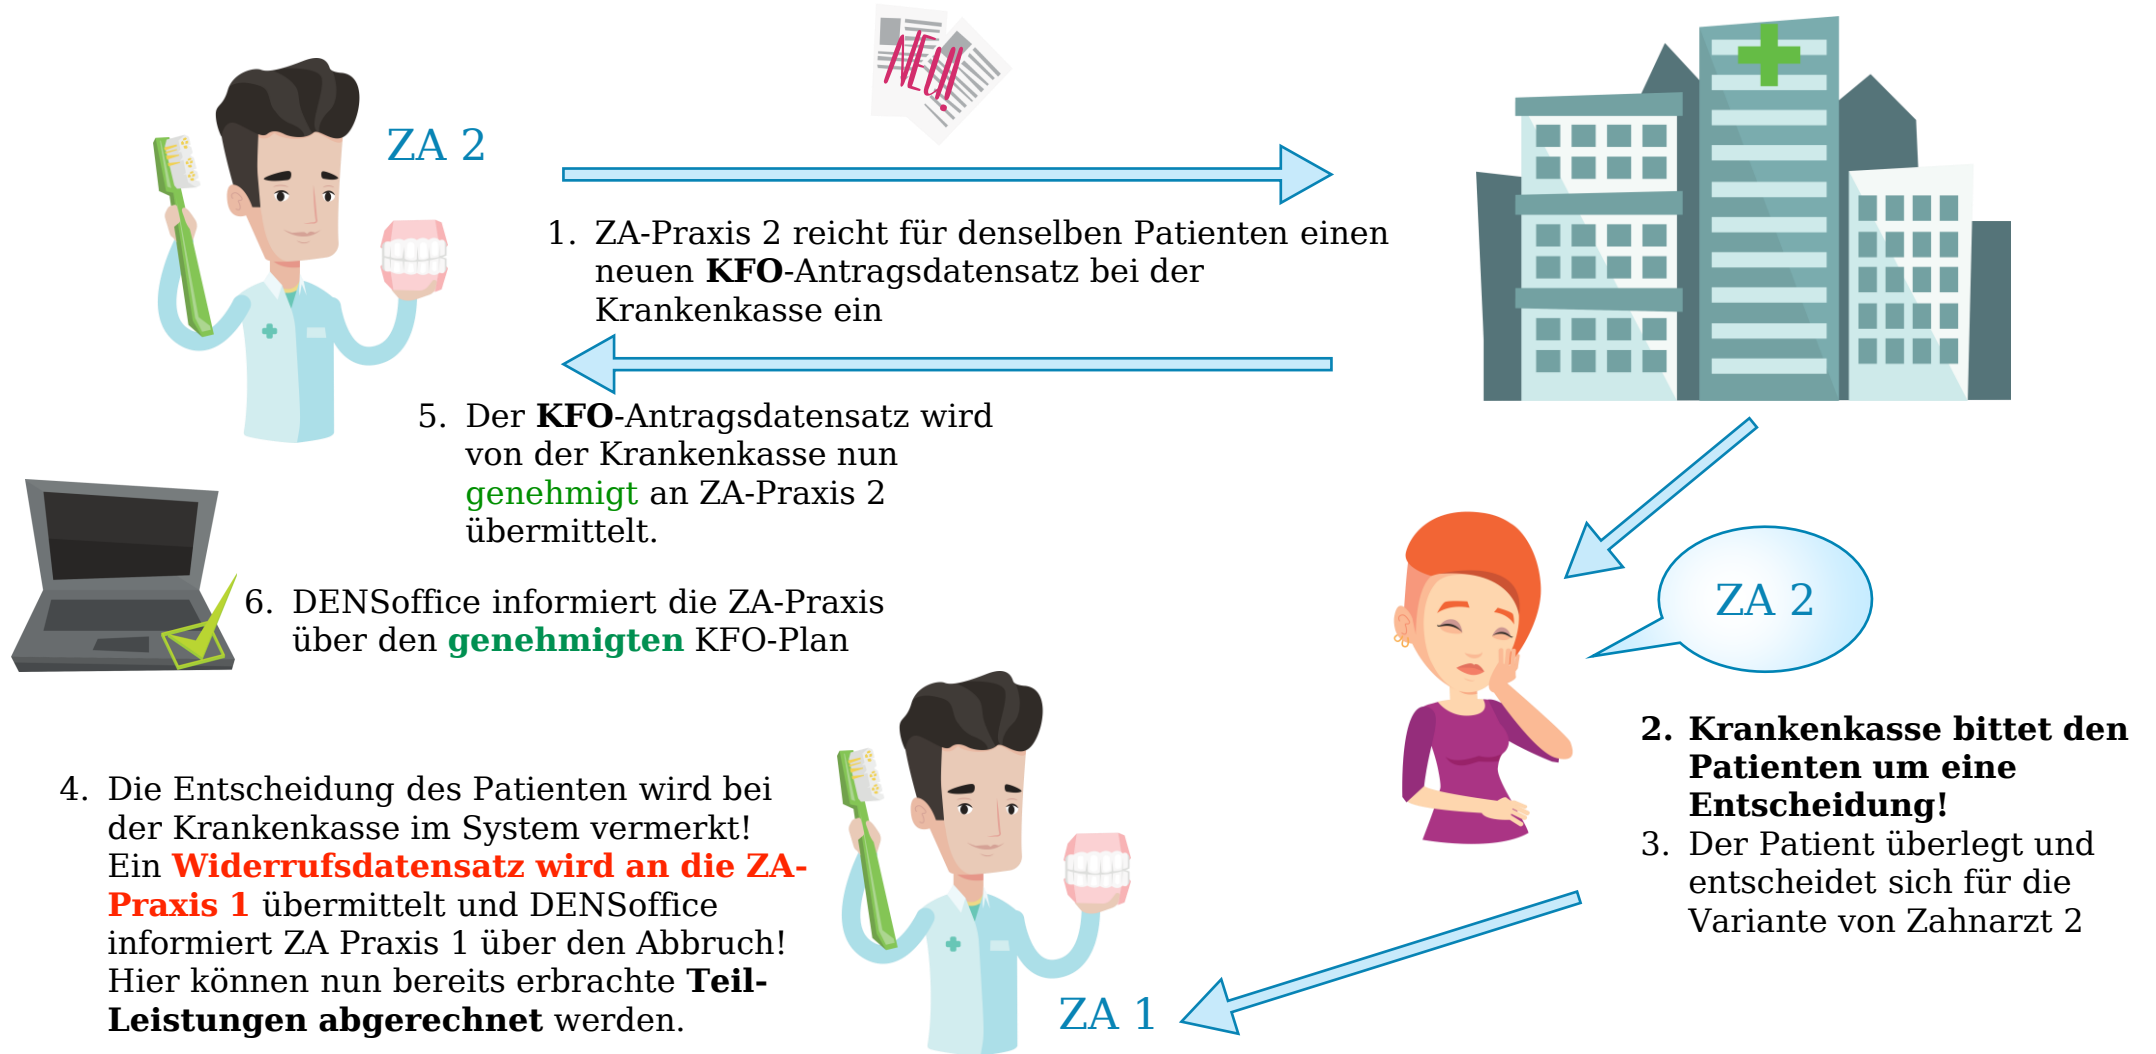 NEU!
ZA 2
1. ZA-Praxis 2 reicht für denselben Patienten einen
neuen KFO-Antragsdatensatz bei der
Krankenkasse ein
5. Der KFO-Antragsdatensatz wird
von der Krankenkasse nun
genehmigt an ZA-Praxis 2
übermittelt.
6. DENSoffice informiert die ZA-Praxis
über den genehmigten KFO-Plan
ZA 2
2. Krankenkasse bittet den
Patienten um eine
Entscheidung!
3. Der Patient überlegt und
entscheidet sich für die
Variante von Zahnarzt 2
4. Die Entscheidung des Patienten wird bei
der Krankenkasse im System vermerkt!
Ein Widerrufsdatensatz wird an die ZA-
Praxis 1 übermittelt und DENSoffice
informiert ZA Praxis 1 über den Abbruch!
Hier können nun bereits erbrachte Teil-
Leistungen abgerechnet werden.
ZA 1